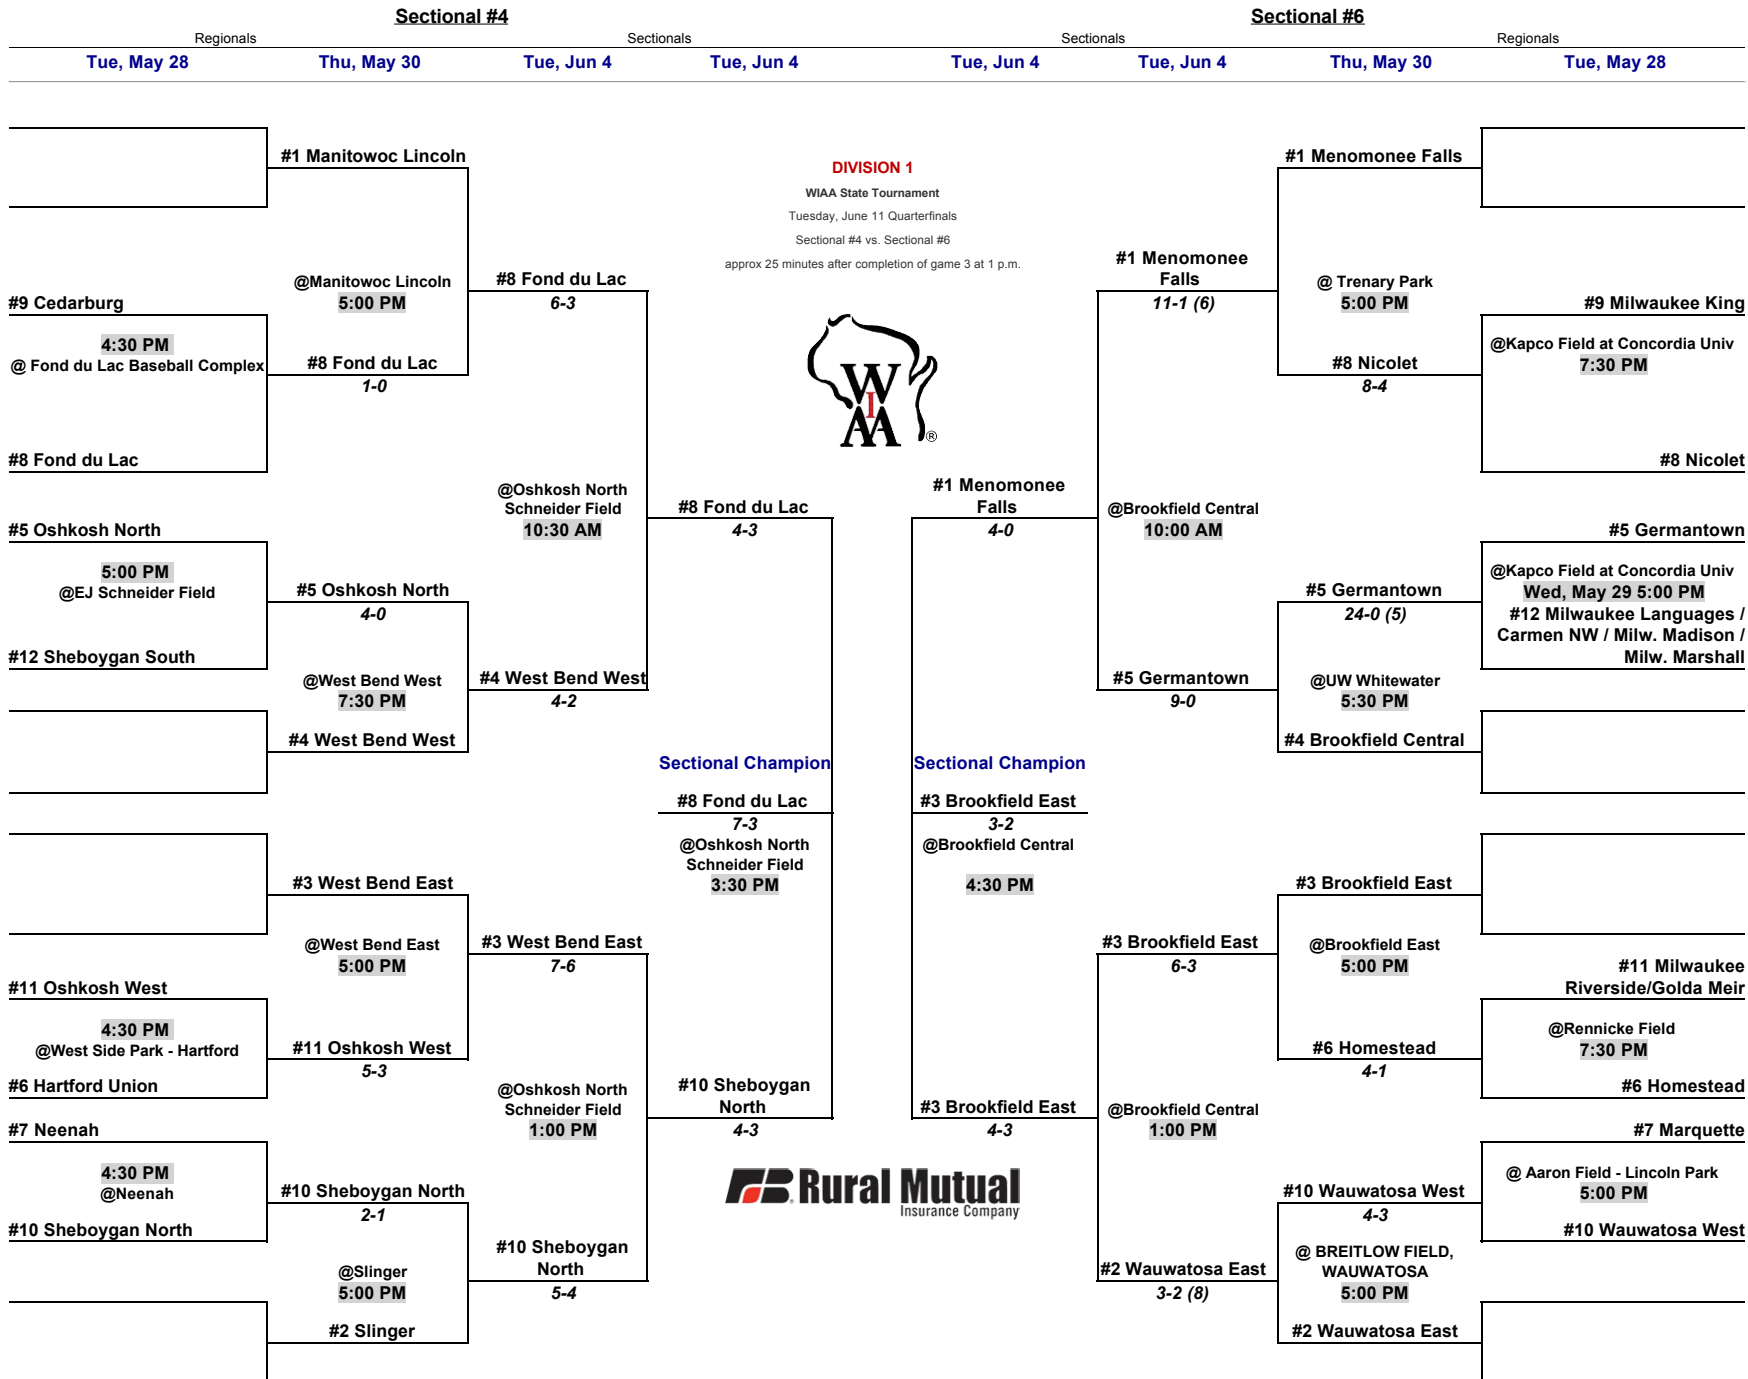 Sectional #4
Sectional #6
Regionals
Sectionals
Sectionals
Regionals
Tue, May 28
Thu, May 30
Tue, Jun 4
Tue, Jun 4
Tue, Jun 4
Tue, Jun 4
Thu, May 30
Tue, May 28
#1 Manitowoc Lincoln
@Manitowoc Lincoln
5:00 PM
#9 Cedarburg
4:30 PM
@ Fond du Lac Baseball Complex
#8 Fond du Lac
1-0
#8 Fond du Lac
#8 Fond du Lac
6-3
@Oshkosh North
Schneider Field
10:30 AM
#8 Fond du Lac
4-3
#5 Oshkosh North
5:00 PM
@EJ Schneider Field
#5 Oshkosh North
4-0
#12 Sheboygan South
@West Bend West
7:30 PM
#4 West Bend West
4-2
#4 West Bend West
Sectional Champion
#8 Fond du Lac
7-3
@Oshkosh North
Schneider Field
3:30 PM
#3 West Bend East
@West Bend East
5:00 PM
#3 West Bend East
7-6
#11 Oshkosh West
4:30 PM
@West Side Park - Hartford
#11 Oshkosh West
5-3
#6 Hartford Union
@Oshkosh North
Schneider Field
1:00 PM
#10 Sheboygan
North
4-3
#7 Neenah
4:30 PM
@Neenah
#10 Sheboygan North
2-1
#10 Sheboygan North
@Slinger
5:00 PM
#10 Sheboygan
North
5-4
#2 Slinger
DIVISION 1
WIAA State Tournament
Tuesday, June 11 Quarterfinals
Sectional #4 vs. Sectional #6
approx 25 minutes after completion of game 3 at 1 p.m.
W
I
AA
®
Rural Mutual
Insurance Company
#1 Menomonee Falls
@ Trenary Park
5:00 PM
#1 Menomonee
Falls
11-1 (6)
#9 Milwaukee King
@Kapco Field at Concordia Univ
7:30 PM
#8 Nicolet
8-4
#8 Nicolet
#1 Menomonee
Falls
4-0
@Brookfield Central
10:00 AM
#5 Germantown
@Kapco Field at Concordia Univ
Wed, May 29 5:00 PM
#12 Milwaukee Languages /
Carmen NW / Milw. Madison /
Milw. Marshall
#5 Germantown
24-0 (5)
#5 Germantown
9-0
@UW Whitewater
5:30 PM
#4 Brookfield Central
Sectional Champion
#3 Brookfield East
3-2
@Brookfield Central
4:30 PM
#3 Brookfield East
@Brookfield East
5:00 PM
#3 Brookfield East
6-3
#11 Milwaukee
Riverside/Golda Meir
@Rennicke Field
7:30 PM
#6 Homestead
4-1
#6 Homestead
#3 Brookfield East
4-3
@Brookfield Central
1:00 PM
#7 Marquette
@ Aaron Field - Lincoln Park
5:00 PM
#10 Wauwatosa West
4-3
#10 Wauwatosa West
@ BREITLOW FIELD,
WAUWATOSA
5:00 PM
#2 Wauwatosa East
3-2 (8)
#2 Wauwatosa East